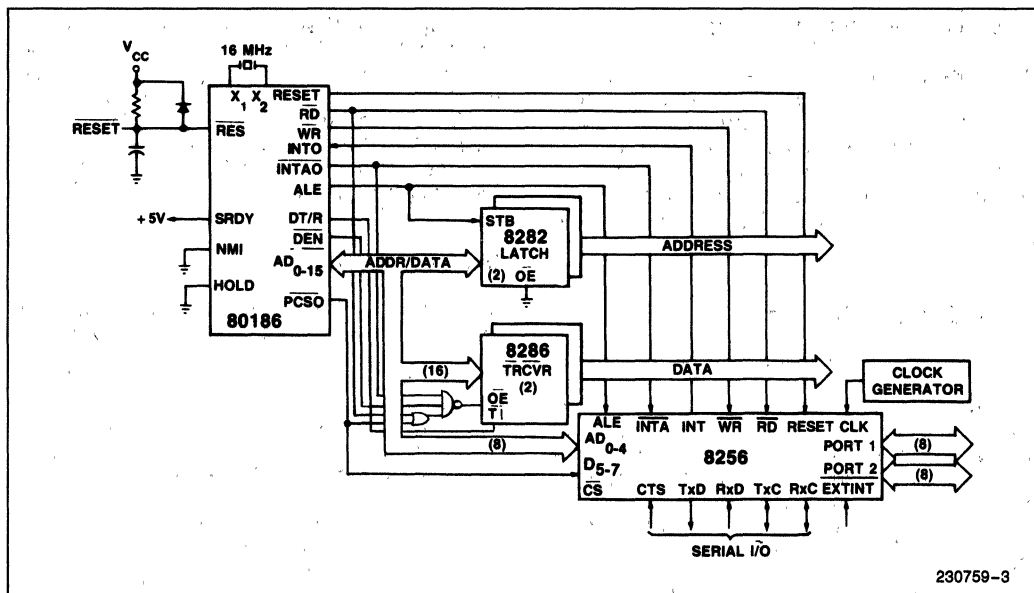 VCC
16 MHz
X1 X2
RESET
RD
WR
INTO
INTAO
ALE
DT/R
DEN
AD0-15
PCSO
RESET
RES
+5V
SRDY
NMI
HOLD
80186
ADDR/DATA
STB
8282
LATCH
(2) OE
ADDRESS
(16)
8286
TRCVR
(2)
OE
T
DATA
CLOCK
GENERATOR
(8)
ALE INTA INT WR RD RESET CLK
AD0-4
D5-7
CS
8256
PORT 1
PORT 2
(8)
(8)
CTS TxD RxD TxC RxC EXTINT
SERIAL I/O
230759-3